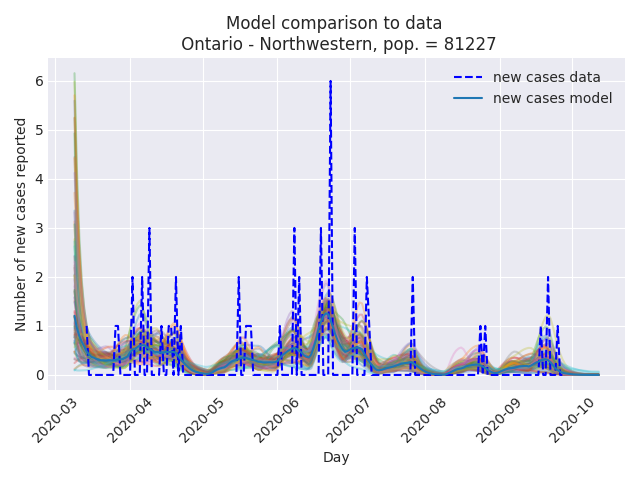 Model comparison to data
Ontario - Northwestern, pop. = 81227
new cases data
new cases model
Number of new cases reported
6
5
4
3
2
1
0
2020-03
2020-04
2020-05
2020-06
2020-07
2020-08
2020-09
2020-10
Day